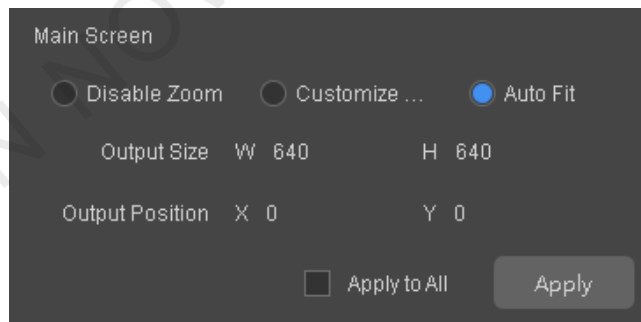 Main Screen
Disable Zoom Customize ... Auto Fit
Output Size W 640 H 640
Output Position X 0 Y 0
Apply to All Apply